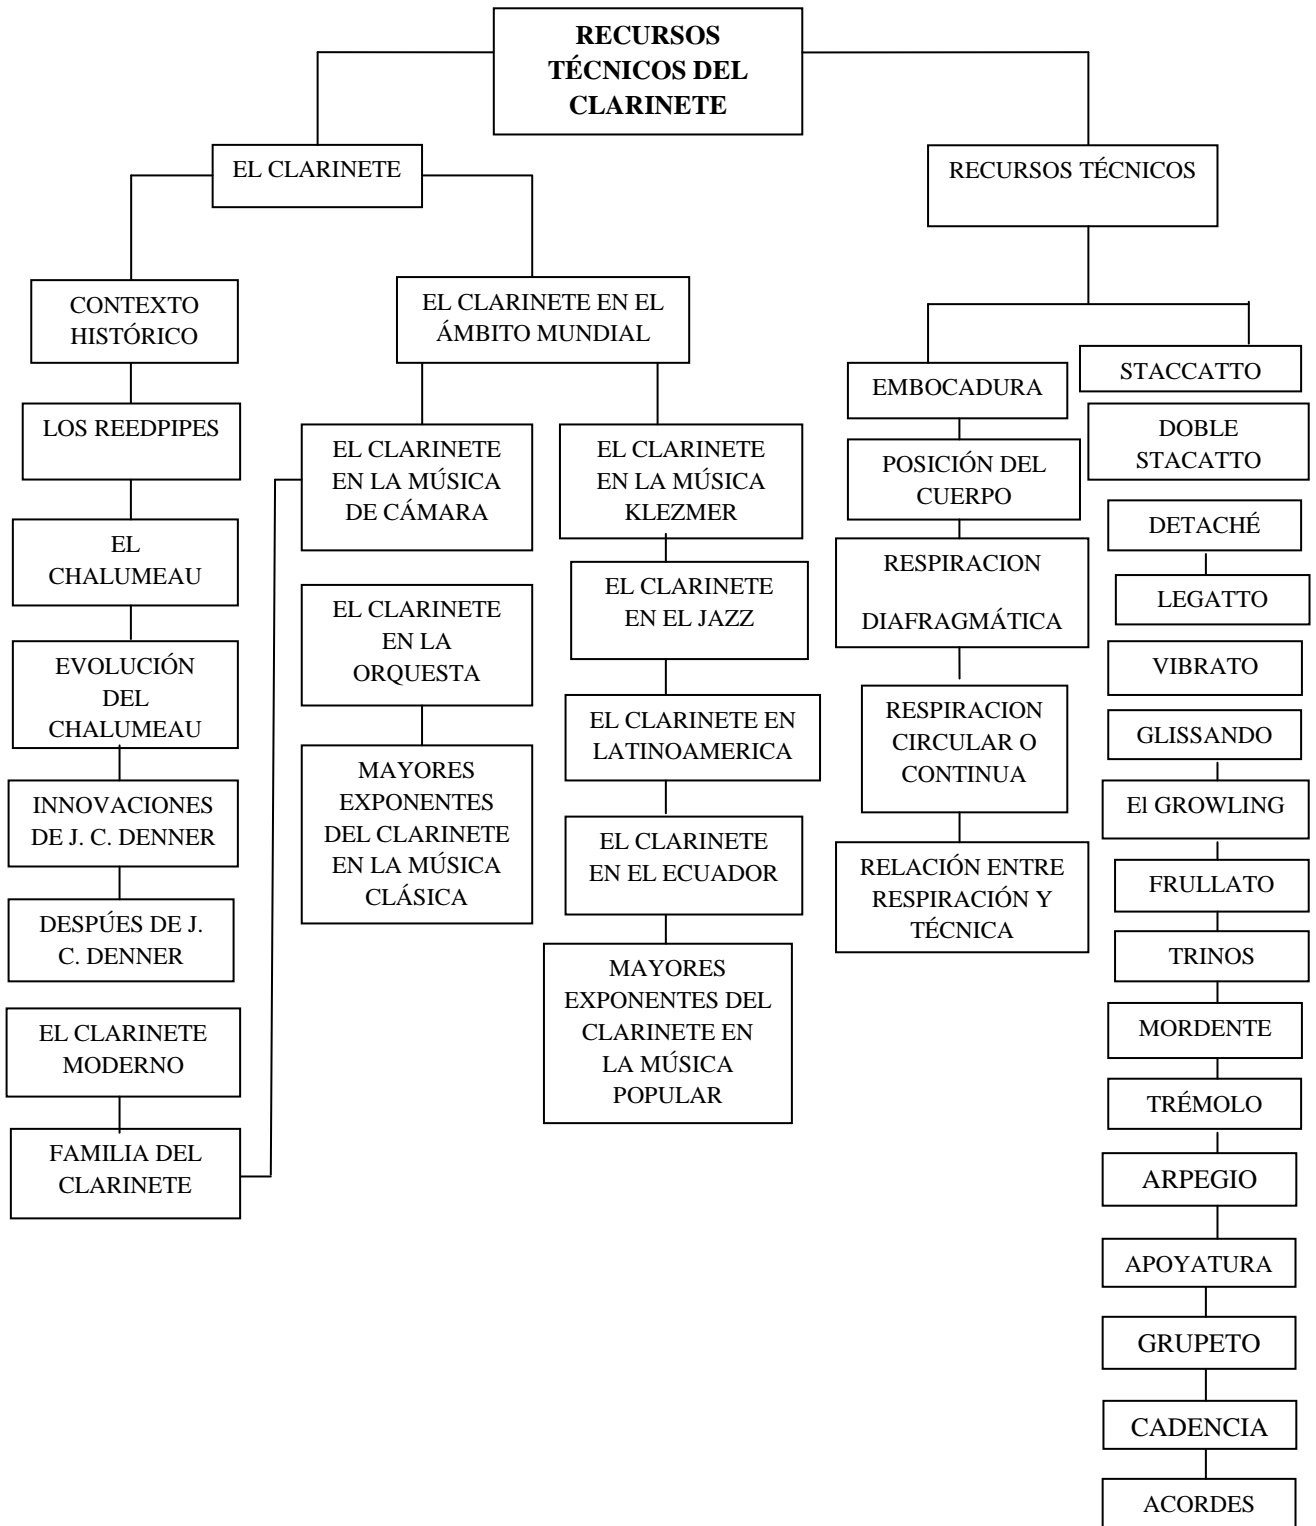 RECURSOS
TÉCNICOS DEL
CLARINETE
EL CLARINETE
RECURSOS TÉCNICOS
CONTEXTO
HISTÓRICO
LOS REEDPIPES
EL
CHALUMEAU
EVOLUCIÓN
DEL
CHALUMEAU
INNOVACIONES
DE J. C. DENNER
DESPÚES DE J.
C. DENNER
EL CLARINETE
MODERNO
FAMILIA DEL
CLARINETE
EL CLARINETE EN EL
ÁMBITO MUNDIAL
EL CLARINETE
EN LA MÚSICA
DE CÁMARA
EL CLARINETE
EN LA
ORQUESTA
MAYORES
EXPONENTES
DEL CLARINETE
EN LA MÚSICA
CLÁSICA
EL CLARINETE
EN LA MÚSICA
KLEZMER
EL CLARINETE
EN EL JAZZ
EL CLARINETE EN
LATINOAMERICA
EL CLARINETE
EN EL ECUADOR
MAYORES
EXPONENTES DEL
CLARINETE EN
LA MÚSICA
POPULAR
EMBOCADURA
POSICIÓN DEL
CUERPO
RESPIRACION
DIAFRAGMÁTICA
RESPIRACION
CIRCULAR O
CONTINUA
RELACIÓN ENTRE
RESPIRACIÓN Y
TÉCNICA
STACCATTO
DOBLE
STACATTO
DETACHÉ
LEGATTO
VIBRATO
GLISSANDO
El GROWLING
FRULLATO
TRINOS
MORDENTE
TRÉMOLO
ARPEGIO
APOYATURA
GRUPETO
CADENCIA
ACORDES